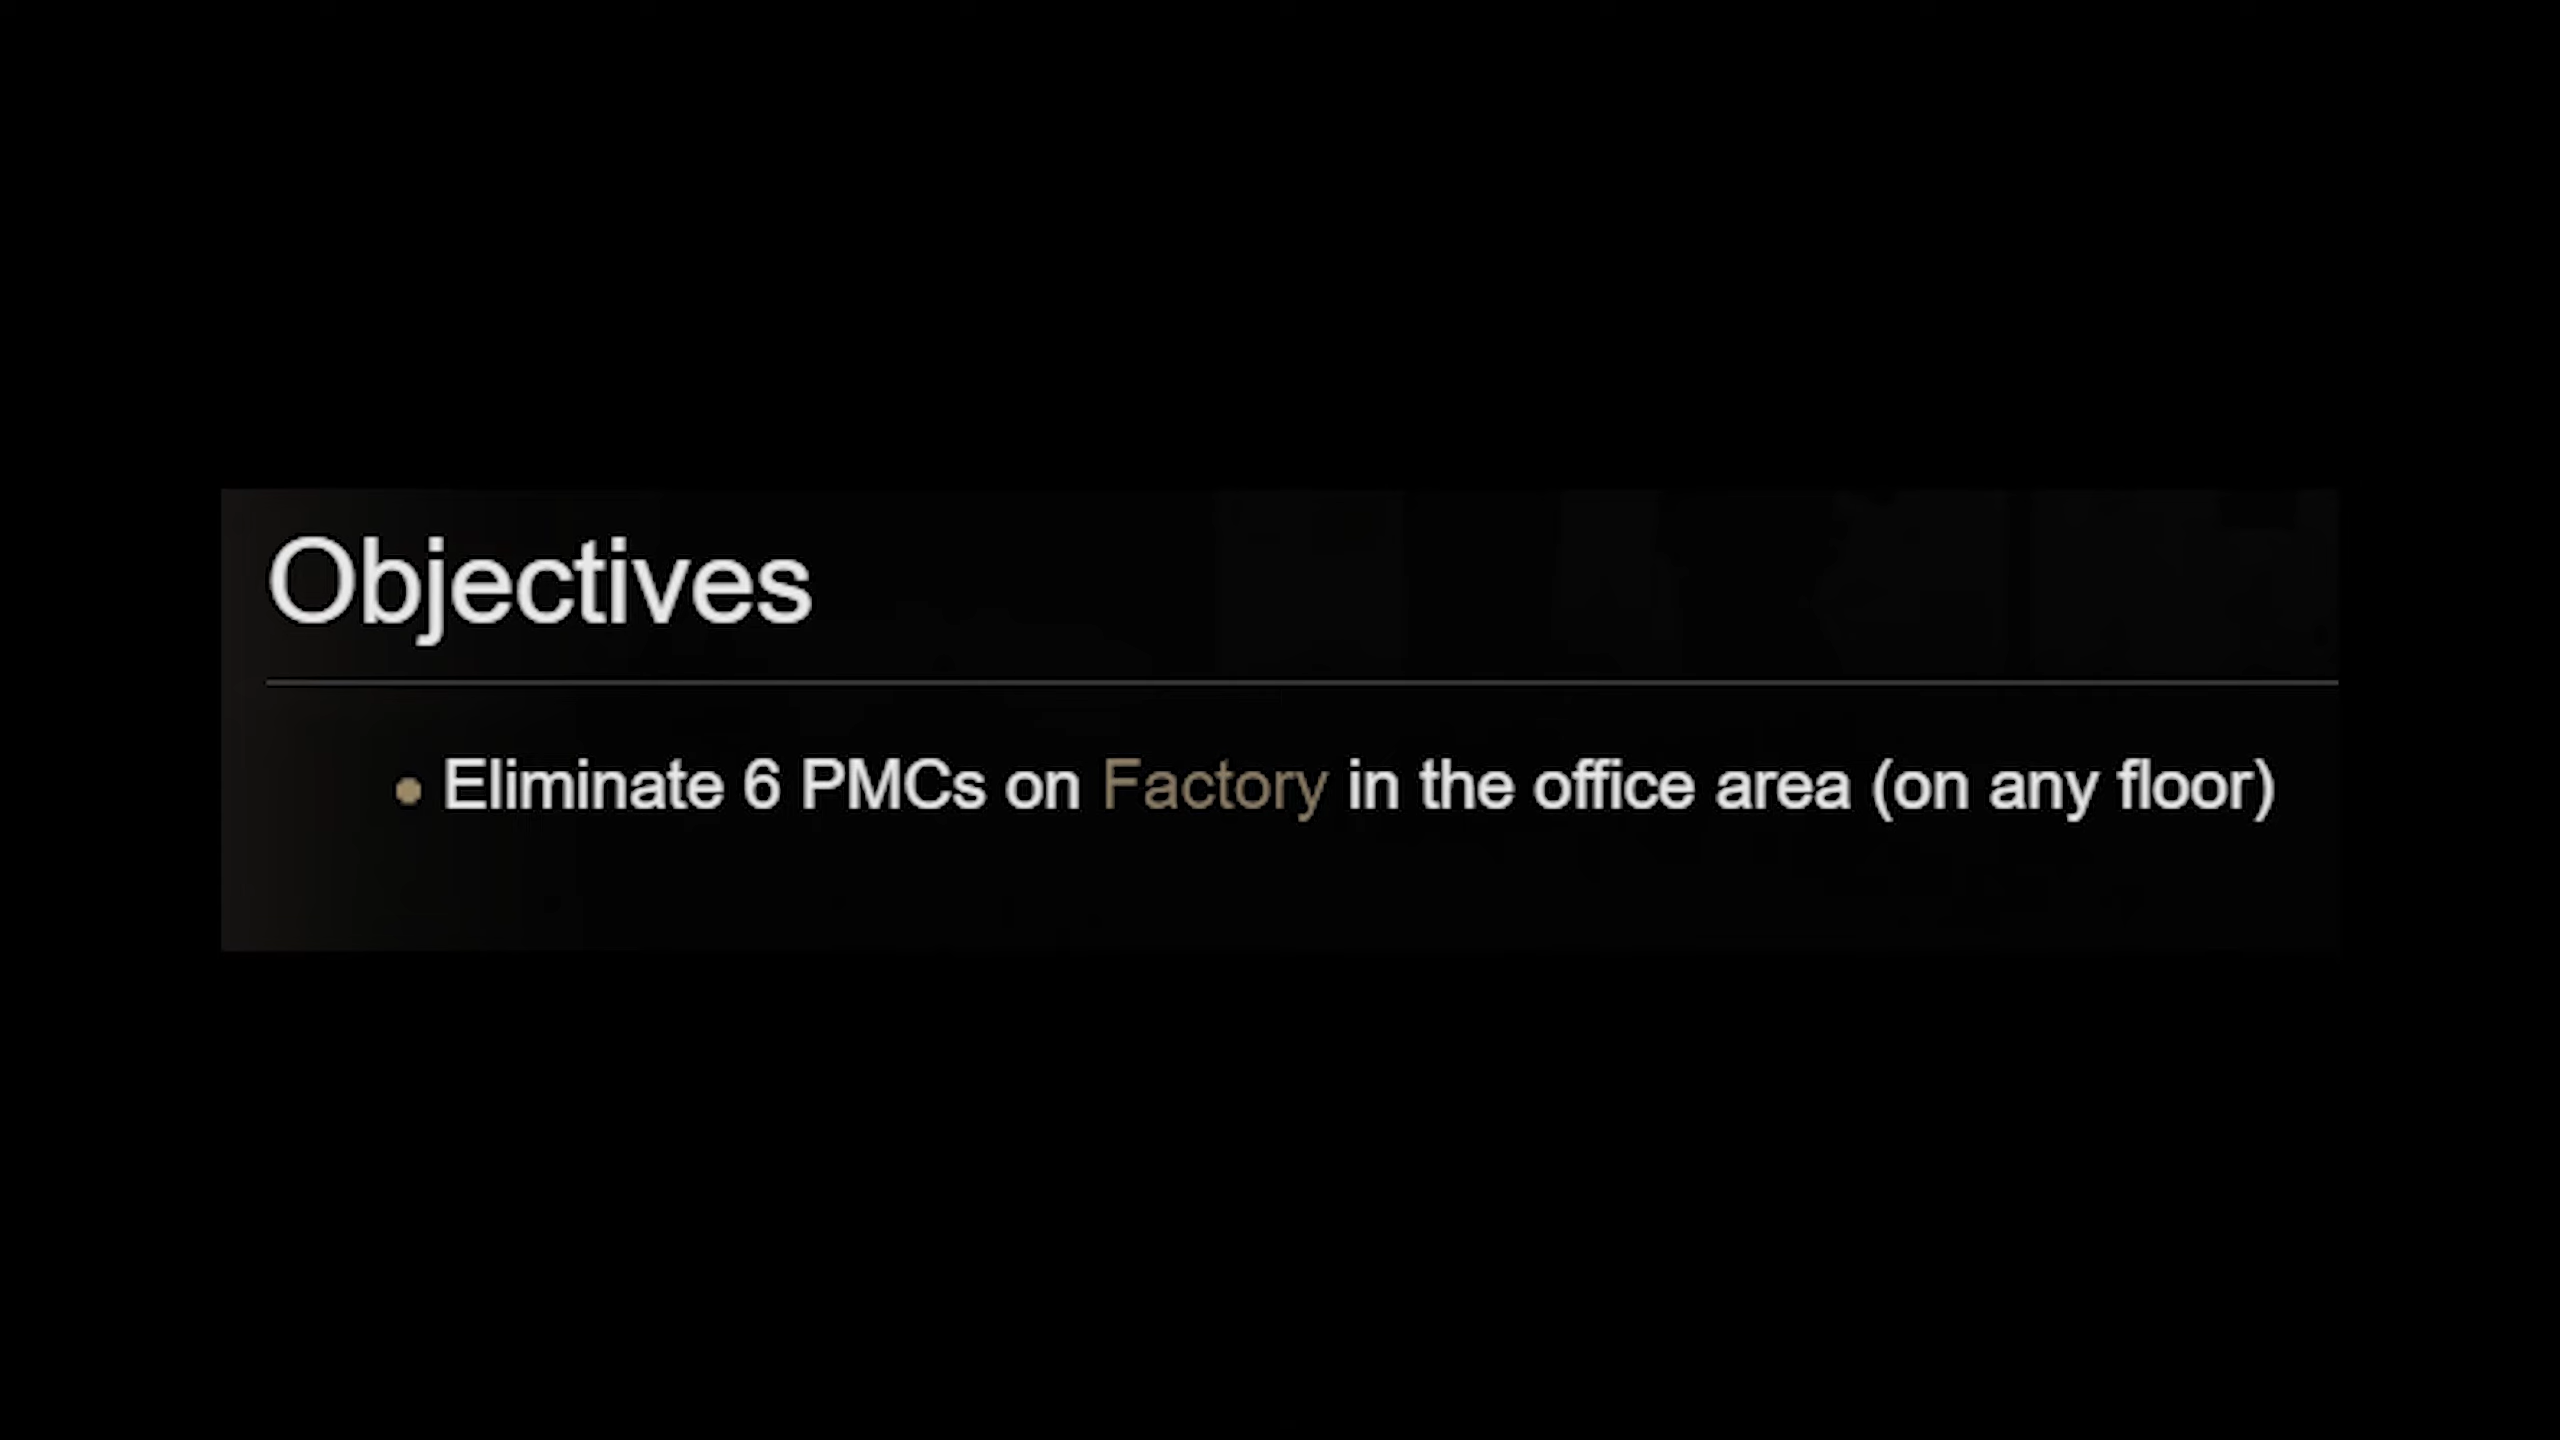 Objectives
Eliminate 6 PMCs on Factory in the office area (on any floor)